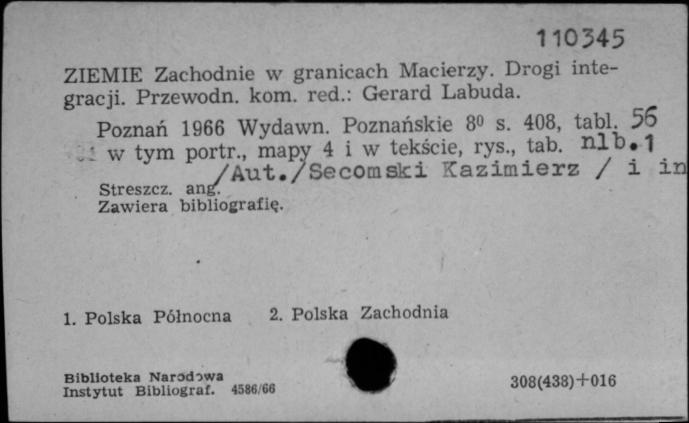 110345
ZIEMIE Zachodnie w granicach Macierzy. Drogi inte-
gracji. Przewodn. kom. red.: Gerard Labuda.
Poznań 1966 Wydawn. Poznańskie 8⁰ s. 408, tabl. 56
w tym portr., mapy 4 i w tekście, rys., tab. nlb.1
/Aut./Secomski Kazimierz / i in
Streszcz. ang.
Zawiera bibliografię.
1. Polska Północna 2. Polska Zachodnia
Biblioteka Narodowa
Instytut Bibliograf. 4586/66
308(438)+016